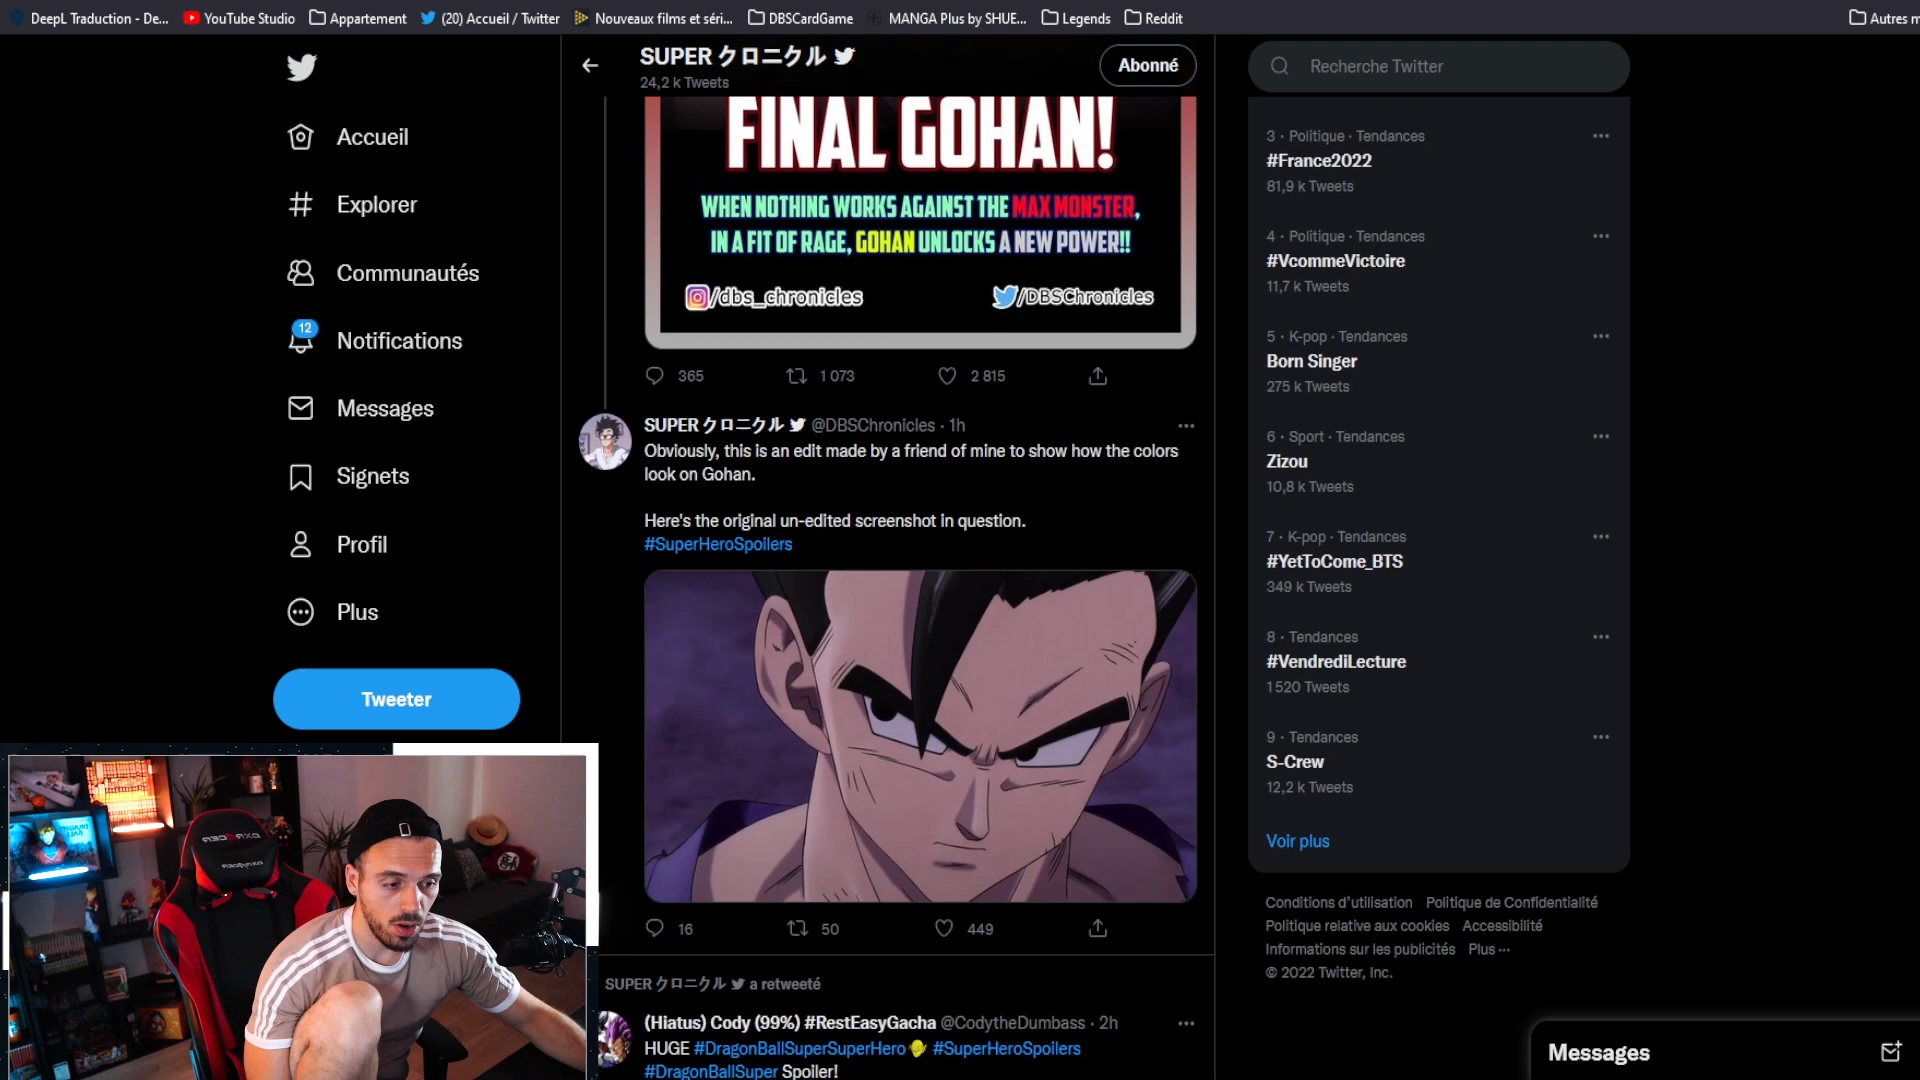 DeepL Traduction - De...
YouTube Studio
Appartement
(20) Accueil / Twitter
Nouveaux films et séri...
DBSCardGame
MANGA Plus by SHUE...
Legends
Reddit
Autres m
Accueil
Explorer
Communautés
12
Notifications
Messages
Signets
Profil
Plus
Tweeter
SUPER クロニクル
24,2 k Tweets
Abonné
FINAL GOHAN!
WHEN NOTHING WORKS AGAINST THE MAX MONSTER,
IN A FIT OF RAGE, GOHAN UNLOCKS A NEW POWER!!
/dbs_chronicles
/DBSChronicles
365
1 073
2 815
SUPER クロニクル @DBSChronicles · 1h
Obviously, this is an edit made by a friend of mine to show how the colors
look on Gohan.
Here's the original un-edited screenshot in question.
#SuperHeroSpoilers
16
50
449
SUPER クロニクル a retweeté
(Hiatus) Cody (99%) #RestEasyGacha @CodytheDumbass · 2h
HUGE #DragonBallSuperSuperHero #SuperHeroSpoilers
#DragonBallSuper Spoiler!
Recherche Twitter
3 · Politique · Tendances
#France2022
81,9 k Tweets
4 · Politique · Tendances
#VcommeVictoire
11,7 k Tweets
5 · K-pop · Tendances
Born Singer
275 k Tweets
6 · Sport · Tendances
Zizou
10,8 k Tweets
7 · K-pop · Tendances
#YetToCome_BTS
349 k Tweets
8 · Tendances
#VendrediLecture
1 520 Tweets
9 · Tendances
S-Crew
12,2 k Tweets
Voir plus
Conditions d'utilisation Politique de Confidentialité
Politique relative aux cookies Accessibilité
Informations sur les publicités Plus ···
© 2022 Twitter, Inc.
Messages